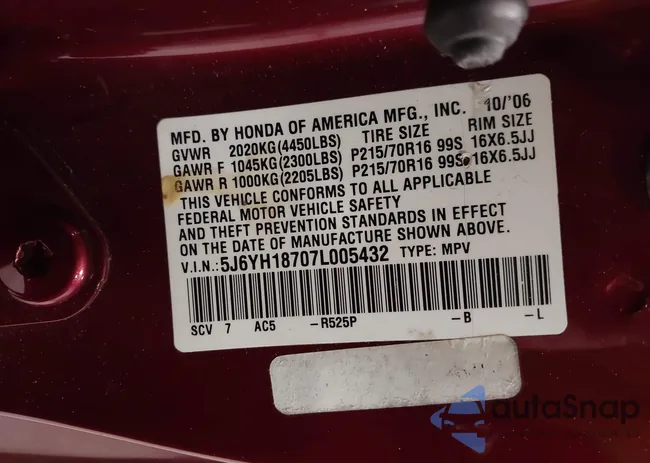 MFD. BY HONDA OF AMERICA MFG., INC. 10/'06
GVWR 2020KG(4450LBS) TIRE SIZE RIM SIZE
GAWR F 1045KG(2300LBS) P215/70R16 99S 16X6.5JJ
GAWR R 1000KG(2205LBS) P215/70R16 99S 16X6.5JJ
THIS VEHICLE CONFORMS TO ALL APPLICABLE
FEDERAL MOTOR VEHICLE SAFETY
AND THEFT PREVENTION STANDARDS IN EFFECT
ON THE DATE OF MANUFACTURE SHOWN ABOVE.
V.I.N.: 5J6YH18707L005432 TYPE: MPV
SCV 7 AC5 -R525P -B -L
autaSnap